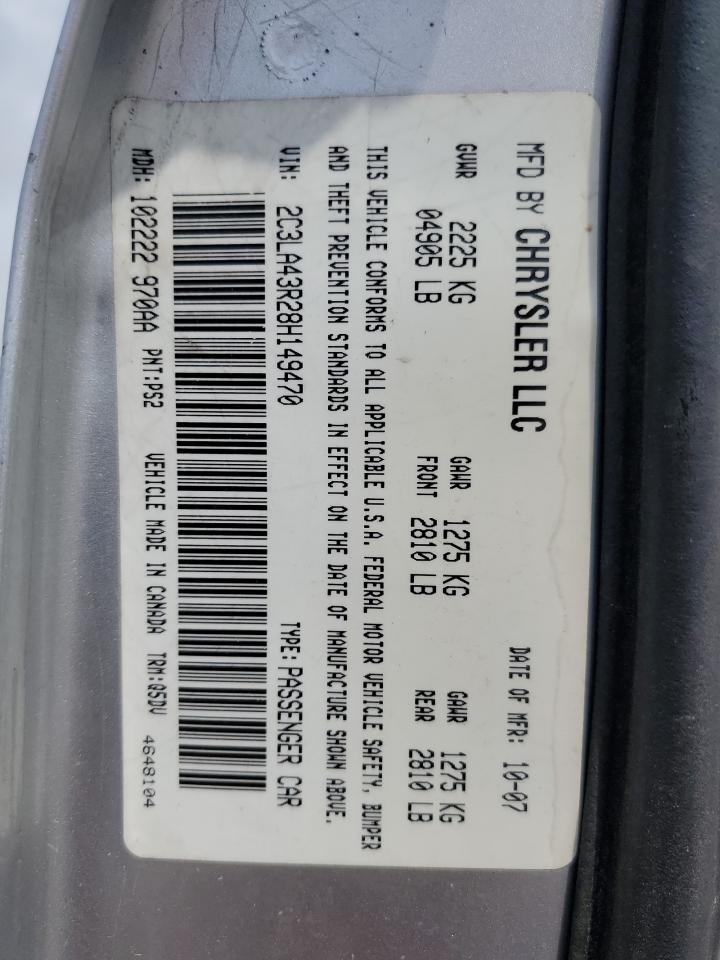 MFD BY CHRYSLER LLC DATE OF MFR: 10-07
GVWR 2225 KG GAWR 1275 KG GAWR 1275 KG
04905 LB FRONT 2810 LB REAR 2810 LB
THIS VEHICLE CONFORMS TO ALL APPLICABLE U.S.A. FEDERAL MOTOR VEHICLE SAFETY, BUMPER
AND THEFT PREVENTION STANDARDS IN EFFECT ON THE DATE OF MANUFACTURE SHOWN ABOVE.
VIN: 2C3LA43R28H149470 TYPE: PASSENGER CAR
MDH: 102222 970AA PNT:PS2 VEHICLE MADE IN CANADA TRM:Q5DV 4648104